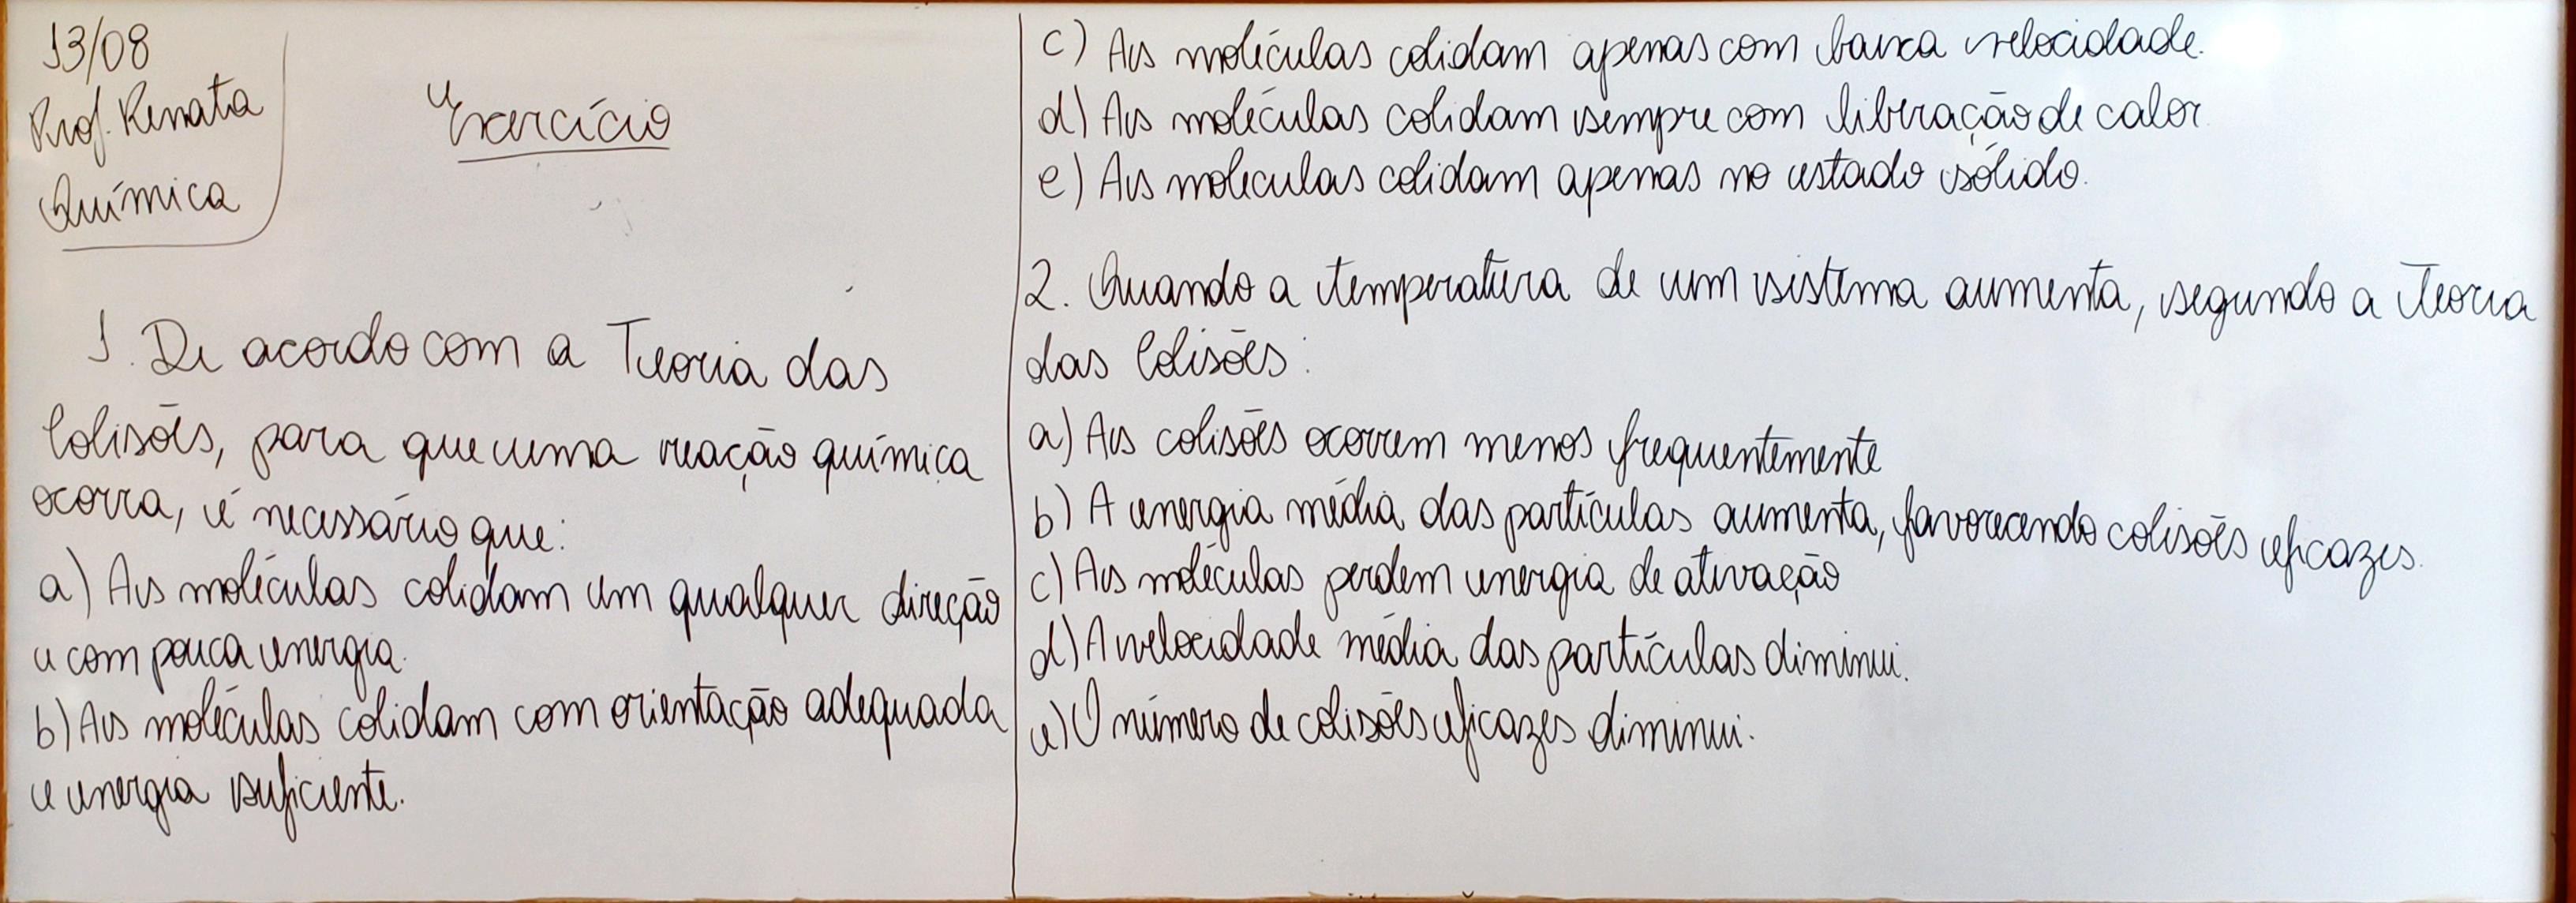 13/08
Prof. Renata
Química
Exercício
1. De acordo com a Teoria das
Colisões, para que uma reação química
ocorra, é necessário que:
a) As moléculas colidam em qualquer direção
e com pouca energia.
b) As moléculas colidam com orientação adequada
e energia suficiente.
c) As moléculas colidam apenas com baixa velocidade.
d) As moléculas colidam sempre com liberação de calor.
e) As moléculas colidam apenas no estado sólido.
2. Quando a temperatura de um sistema aumenta, segundo a Teoria
das Colisões:
a) As colisões ocorrem menos frequentemente
b) A energia média das partículas aumenta, favorecendo colisões eficazes.
c) As moléculas perdem energia de ativação
d) A velocidade média das partículas diminui.
e) O número de colisões eficazes diminui.